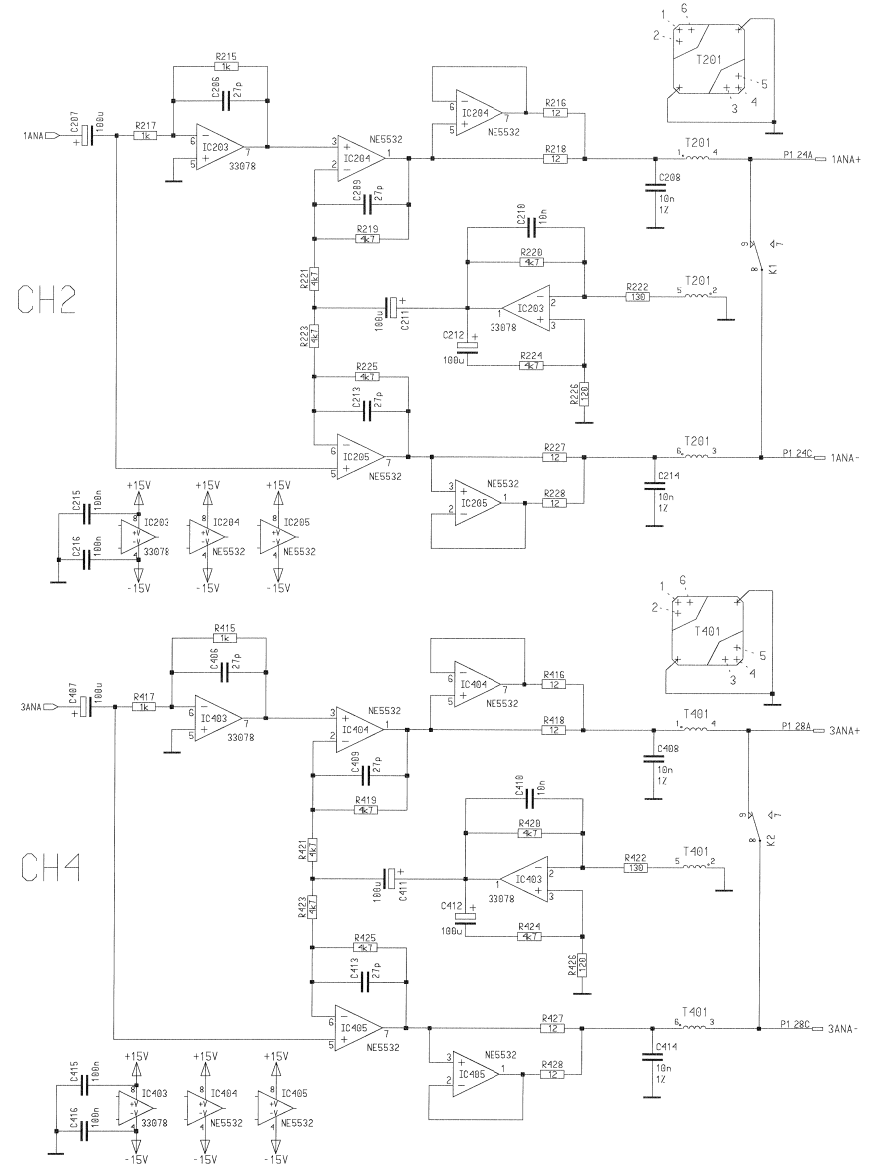 1 6
2
T201
5
3 4
R215
1k
C206
27p
C207
100u
+
1ANA
R217
1k
6
5
7
IC203
33078
3
2
1
IC204
NE5532
6
5
7
IC204
NE5532
R216
12
R218
12
T201
1 4
P1 24A
1ANA+
C208
10n
1%
C209
27p
R219
4k7
R221
4k7
R223
4k7
C210
10n
R220
4k7
CH2
100u
C211
+
1
2
3
IC203
33078
R222
130
T201
5 2
C212
100u
+
R224
4k7
R226
120
9
7
8
K1
R225
4k7
C213
27p
6
5
7
IC205
NE5532
R227
12
R228
12
3
2
1
IC205
NE5532
T201
6 3
P1 24C
1ANA-
C214
10n
1%
C215
100n
C216
100n
+15V +15V +15V
8 IC203 8 IC204 8 IC205
+V +V +V
-V -V -V
4 33078 4 NE5532 4 NE5532
-15V -15V -15V
1 6
2
T401
5
3 4
R415
1k
C406
27p
C407
100u
+
3ANA
R417
1k
6
5
7
IC403
33078
3
2
1
IC404
NE5532
6
5
7
IC404
NE5532
R416
12
R418
12
T401
1 4
P1 28A
3ANA+
C408
10n
1%
C409
27p
R419
4k7
R421
4k7
R423
4k7
C410
10n
R420
4k7
CH4
100u
C411
+
1
2
3
IC403
33078
R422
130
T401
5 2
C412
100u
+
R424
4k7
R426
120
9
7
8
K2
R425
4k7
C413
27p
6
5
7
IC405
NE5532
R427
12
R428
12
3
2
1
IC405
NE5532
T401
6 3
P1 28C
3ANA-
C414
10n
1%
C415
100n
C416
100n
+15V +15V +15V
8 IC403 8 IC404 8 IC405
+V +V +V
-V -V -V
4 33078 4 NE5532 4 NE5532
-15V -15V -15V